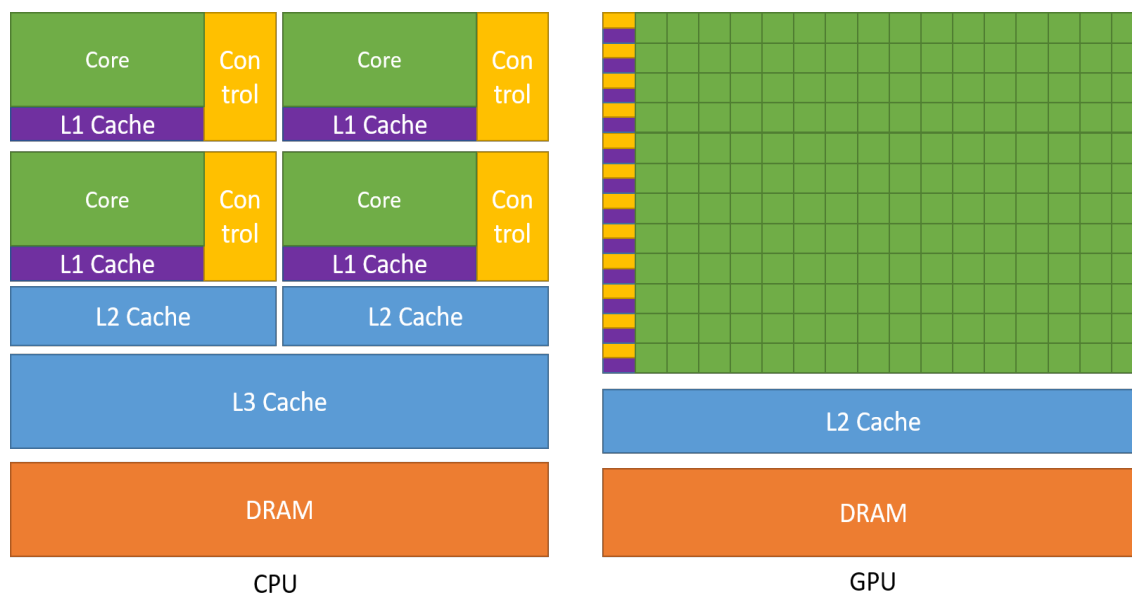 Core
Con
trol
Core
Con
trol
L1 Cache
L1 Cache
Core
Con
trol
Core
Con
trol
L1 Cache
L1 Cache
L2 Cache
L2 Cache
L3 Cache
L2 Cache
DRAM
DRAM
CPU
GPU